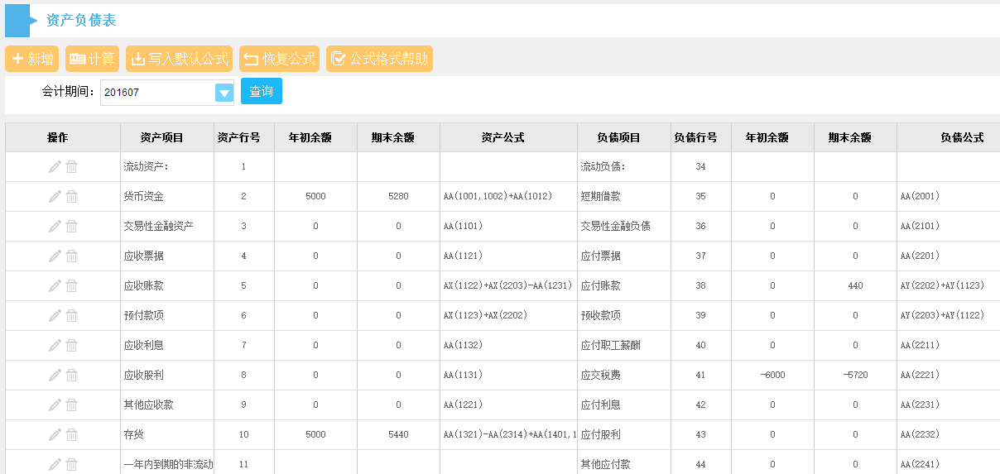 资产负债表
新增 计算 写入默认公式 恢复公式 公式格式帮助
会计期间: 201607 查询
操作 资产项目 资产行号 年初余额 期末余额 资产公式 负债项目 负债行号 年初余额 期末余额 负债公式
流动资产: 1 流动负债: 34
货币资金 2 5000 5280 AA(1001,1002)+AA(1012) 短期借款 35 0 0 AA(2001)
交易性金融资产 3 0 0 AA(1101) 交易性金融负债 36 0 0 AA(2101)
应收票据 4 0 0 AA(1121) 应付票据 37 0 0 AA(2201)
应收账款 5 0 0 AX(1122)+AX(2203)-AA(1231) 应付账款 38 0 440 AY(2202)+AY(1123)
预付款项 6 0 0 AX(1123)+AX(2202) 预收款项 39 0 0 AY(2203)+AY(1122)
应收利息 7 0 0 AA(1132) 应付职工薪酬 40 0 0 AA(2211)
应收股利 8 0 0 AA(1131) 应交税费 41 -6000 -5720 AA(2221)
其他应收款 9 0 0 AA(1221) 应付利息 42 0 0 AA(2231)
存货 10 5000 5440 AA(1321)-AA(2314)+AA(1401,1 应付股利 43 0 0 AA(2232)
一年内到期的非流动 11 其他应付款 44 0 0 AA(2241)